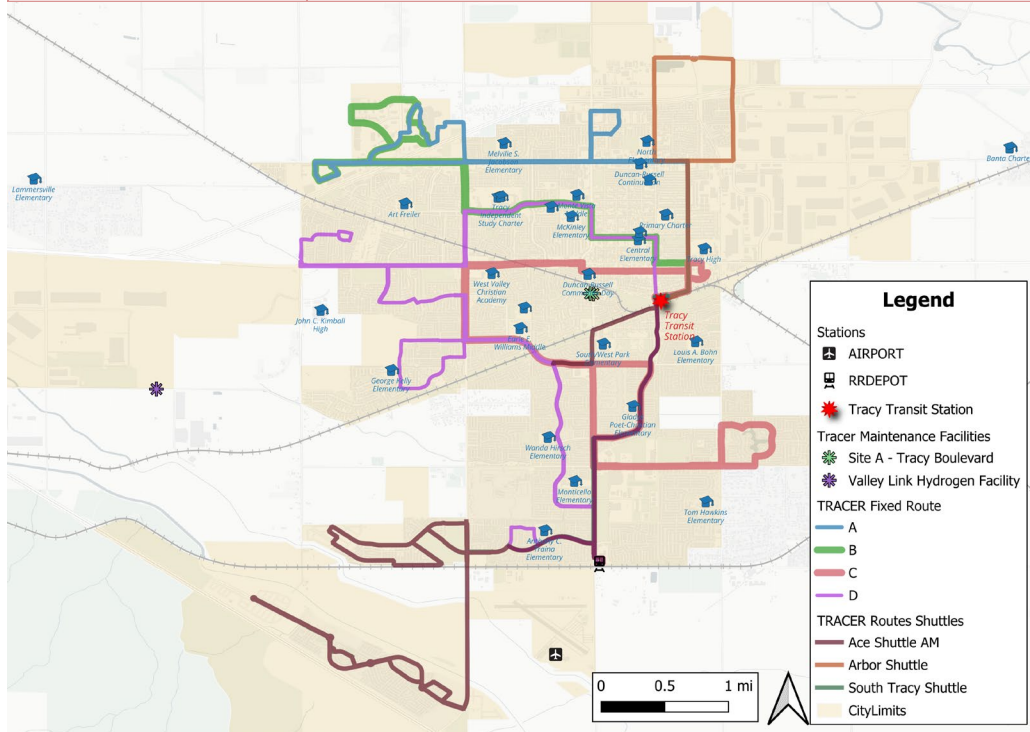 Melville S.
Elementary
North
Duncan-Russell
Continuation
Banta Charter
Lammersville
Elementary
Art Freiler
Tracy
Independent
Study Charter
Middle
McKinley
Elementary
Primary Charter
Central
Elementary
Tracy High
West Valley
Christian
Academy
Duncan-Russell
Community Day
John C. Kimball
High
Tracy
Transit
Station
Earle E.
Williams Middle
South/West Park
Elementary
Louis A. Bohn
Elementary
George Kelly
Elementary
Gladys
Poet-Christian
Elementary
Wanda Hirsch
Elementary
Monticello
Elementary
Tom Hawkins
Elementary
Anthony C.
Traina
Elementary
Legend
Stations
AIRPORT
RRDEPOT
Tracy Transit Station
Tracer Maintenance Facilities
Site A - Tracy Boulevard
Valley Link Hydrogen Facility
TRACER Fixed Route
A
B
C
D
TRACER Routes Shuttles
Ace Shuttle AM
Arbor Shuttle
South Tracy Shuttle
CityLimits
0 0.5 1 mi